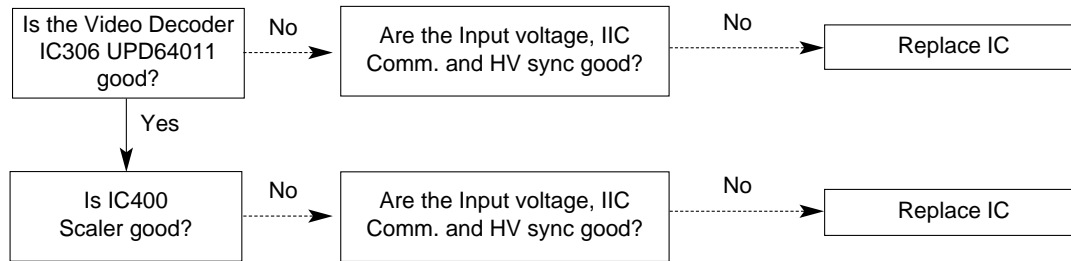 Is the Video Decoder
IC306 UPD64011
good?
No
Are the Input voltage, IIC
Comm. and HV sync good?
No
Replace IC
Yes
Is IC400
Scaler good?
No
Are the Input voltage, IIC
Comm. and HV sync good?
No
Replace IC